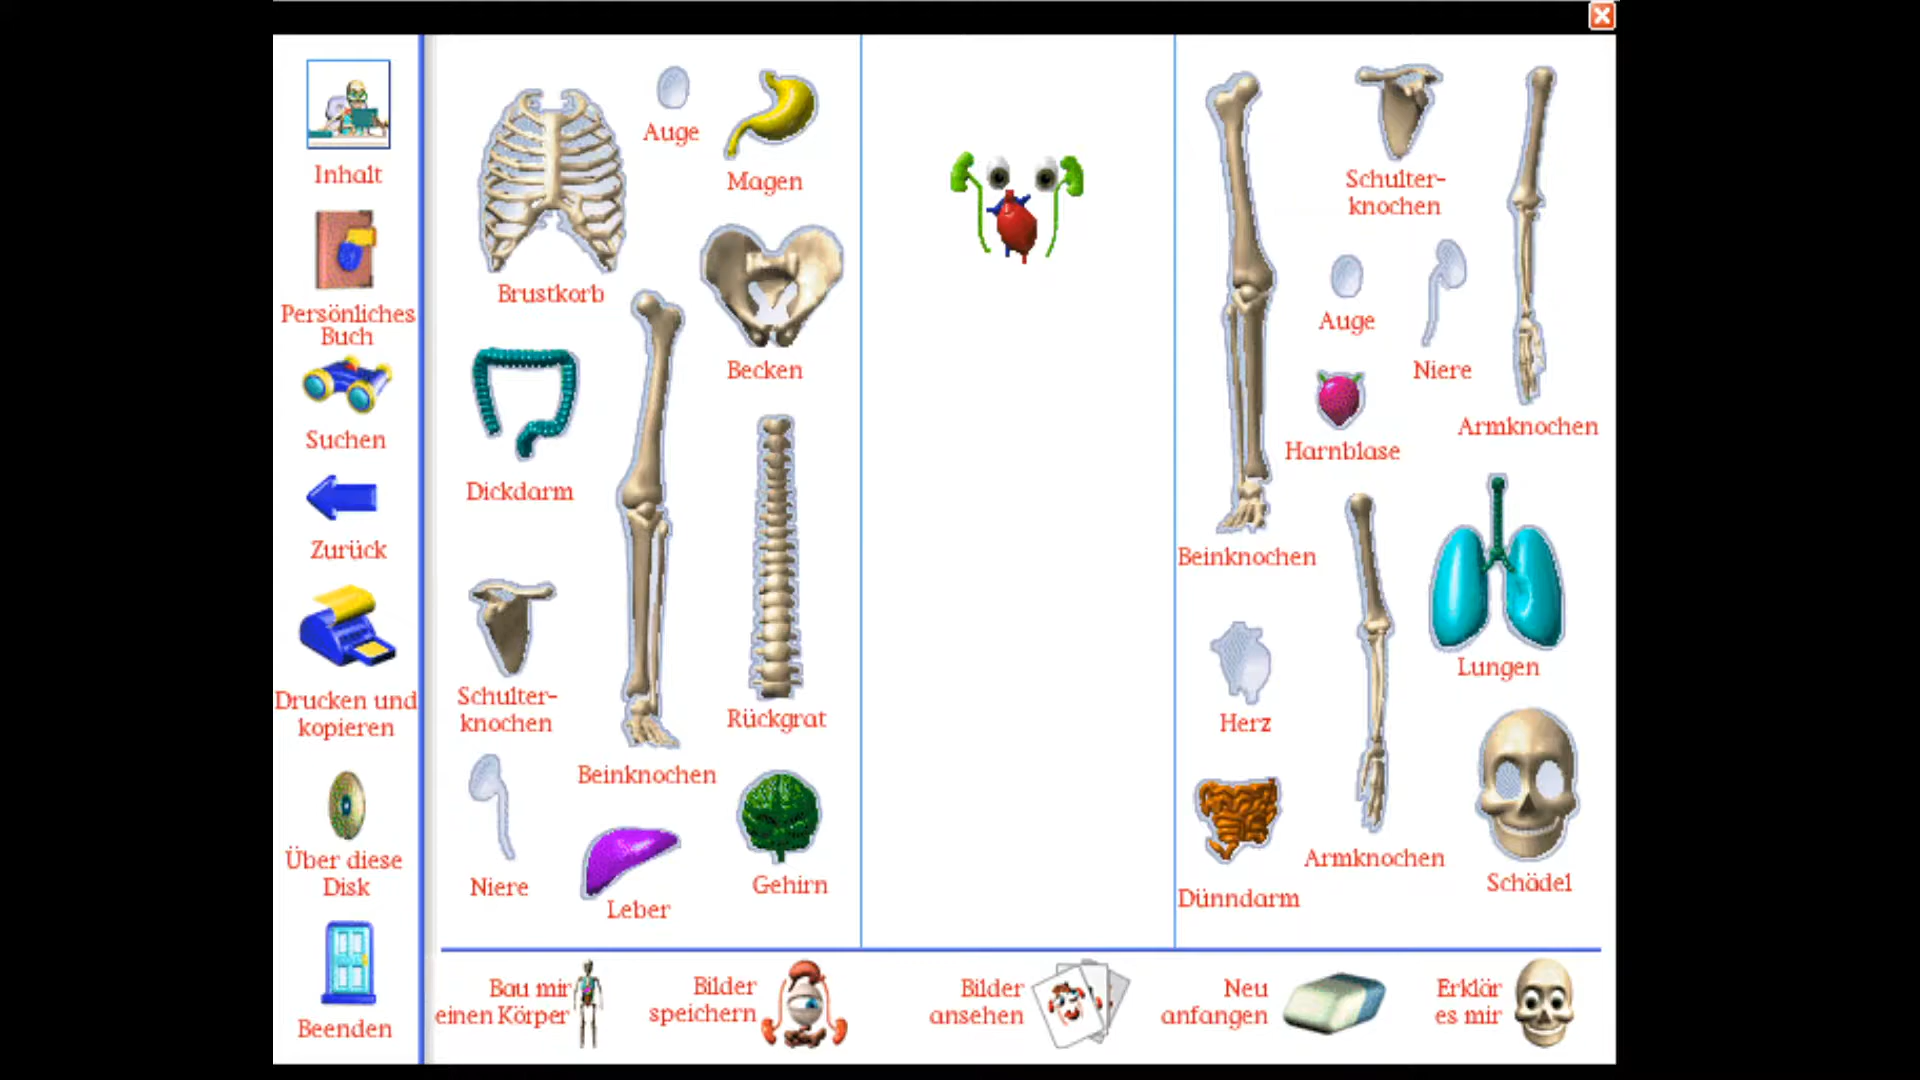 Inhalt
Persönliches
Buch
Suchen
Zurück
Drucken und
kopieren
Über diese
Disk
Beenden
Auge
Magen
Brustkorb
Becken
Dickdarm
Schulter-
knochen
Rückgrat
Beinknochen
Niere
Leber
Gehirn
Schulter-
knochen
Auge
Niere
Armknochen
Harnblase
Beinknochen
Lungen
Herz
Armknochen
Schädel
Dünndarm
Bau mir
einen Körper
Bilder
speichern
Bilder
ansehen
Neu
anfangen
Erklär
es mir